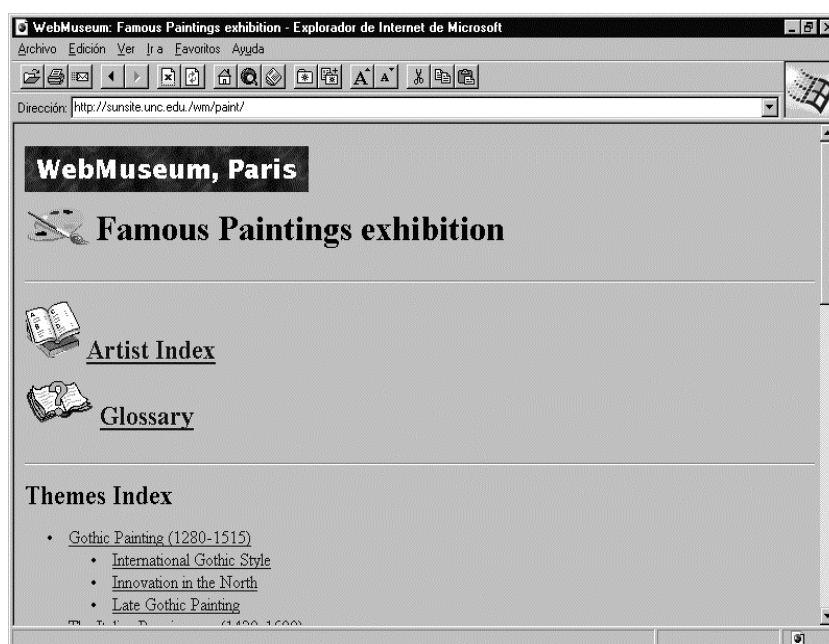 WebMuseum: Famous Paintings exhibition - Explorador de Internet de Microsoft
Archivo Edición Ver Ir a Favoritos Ayuda
Dirección: http://sunsite.unc.edu./wm/paint/
WebMuseum, Paris
Famous Paintings exhibition
Artist Index
Glossary
Themes Index
• Gothic Painting (1280-1515)
• International Gothic Style
• Innovation in the North
• Late Gothic Painting